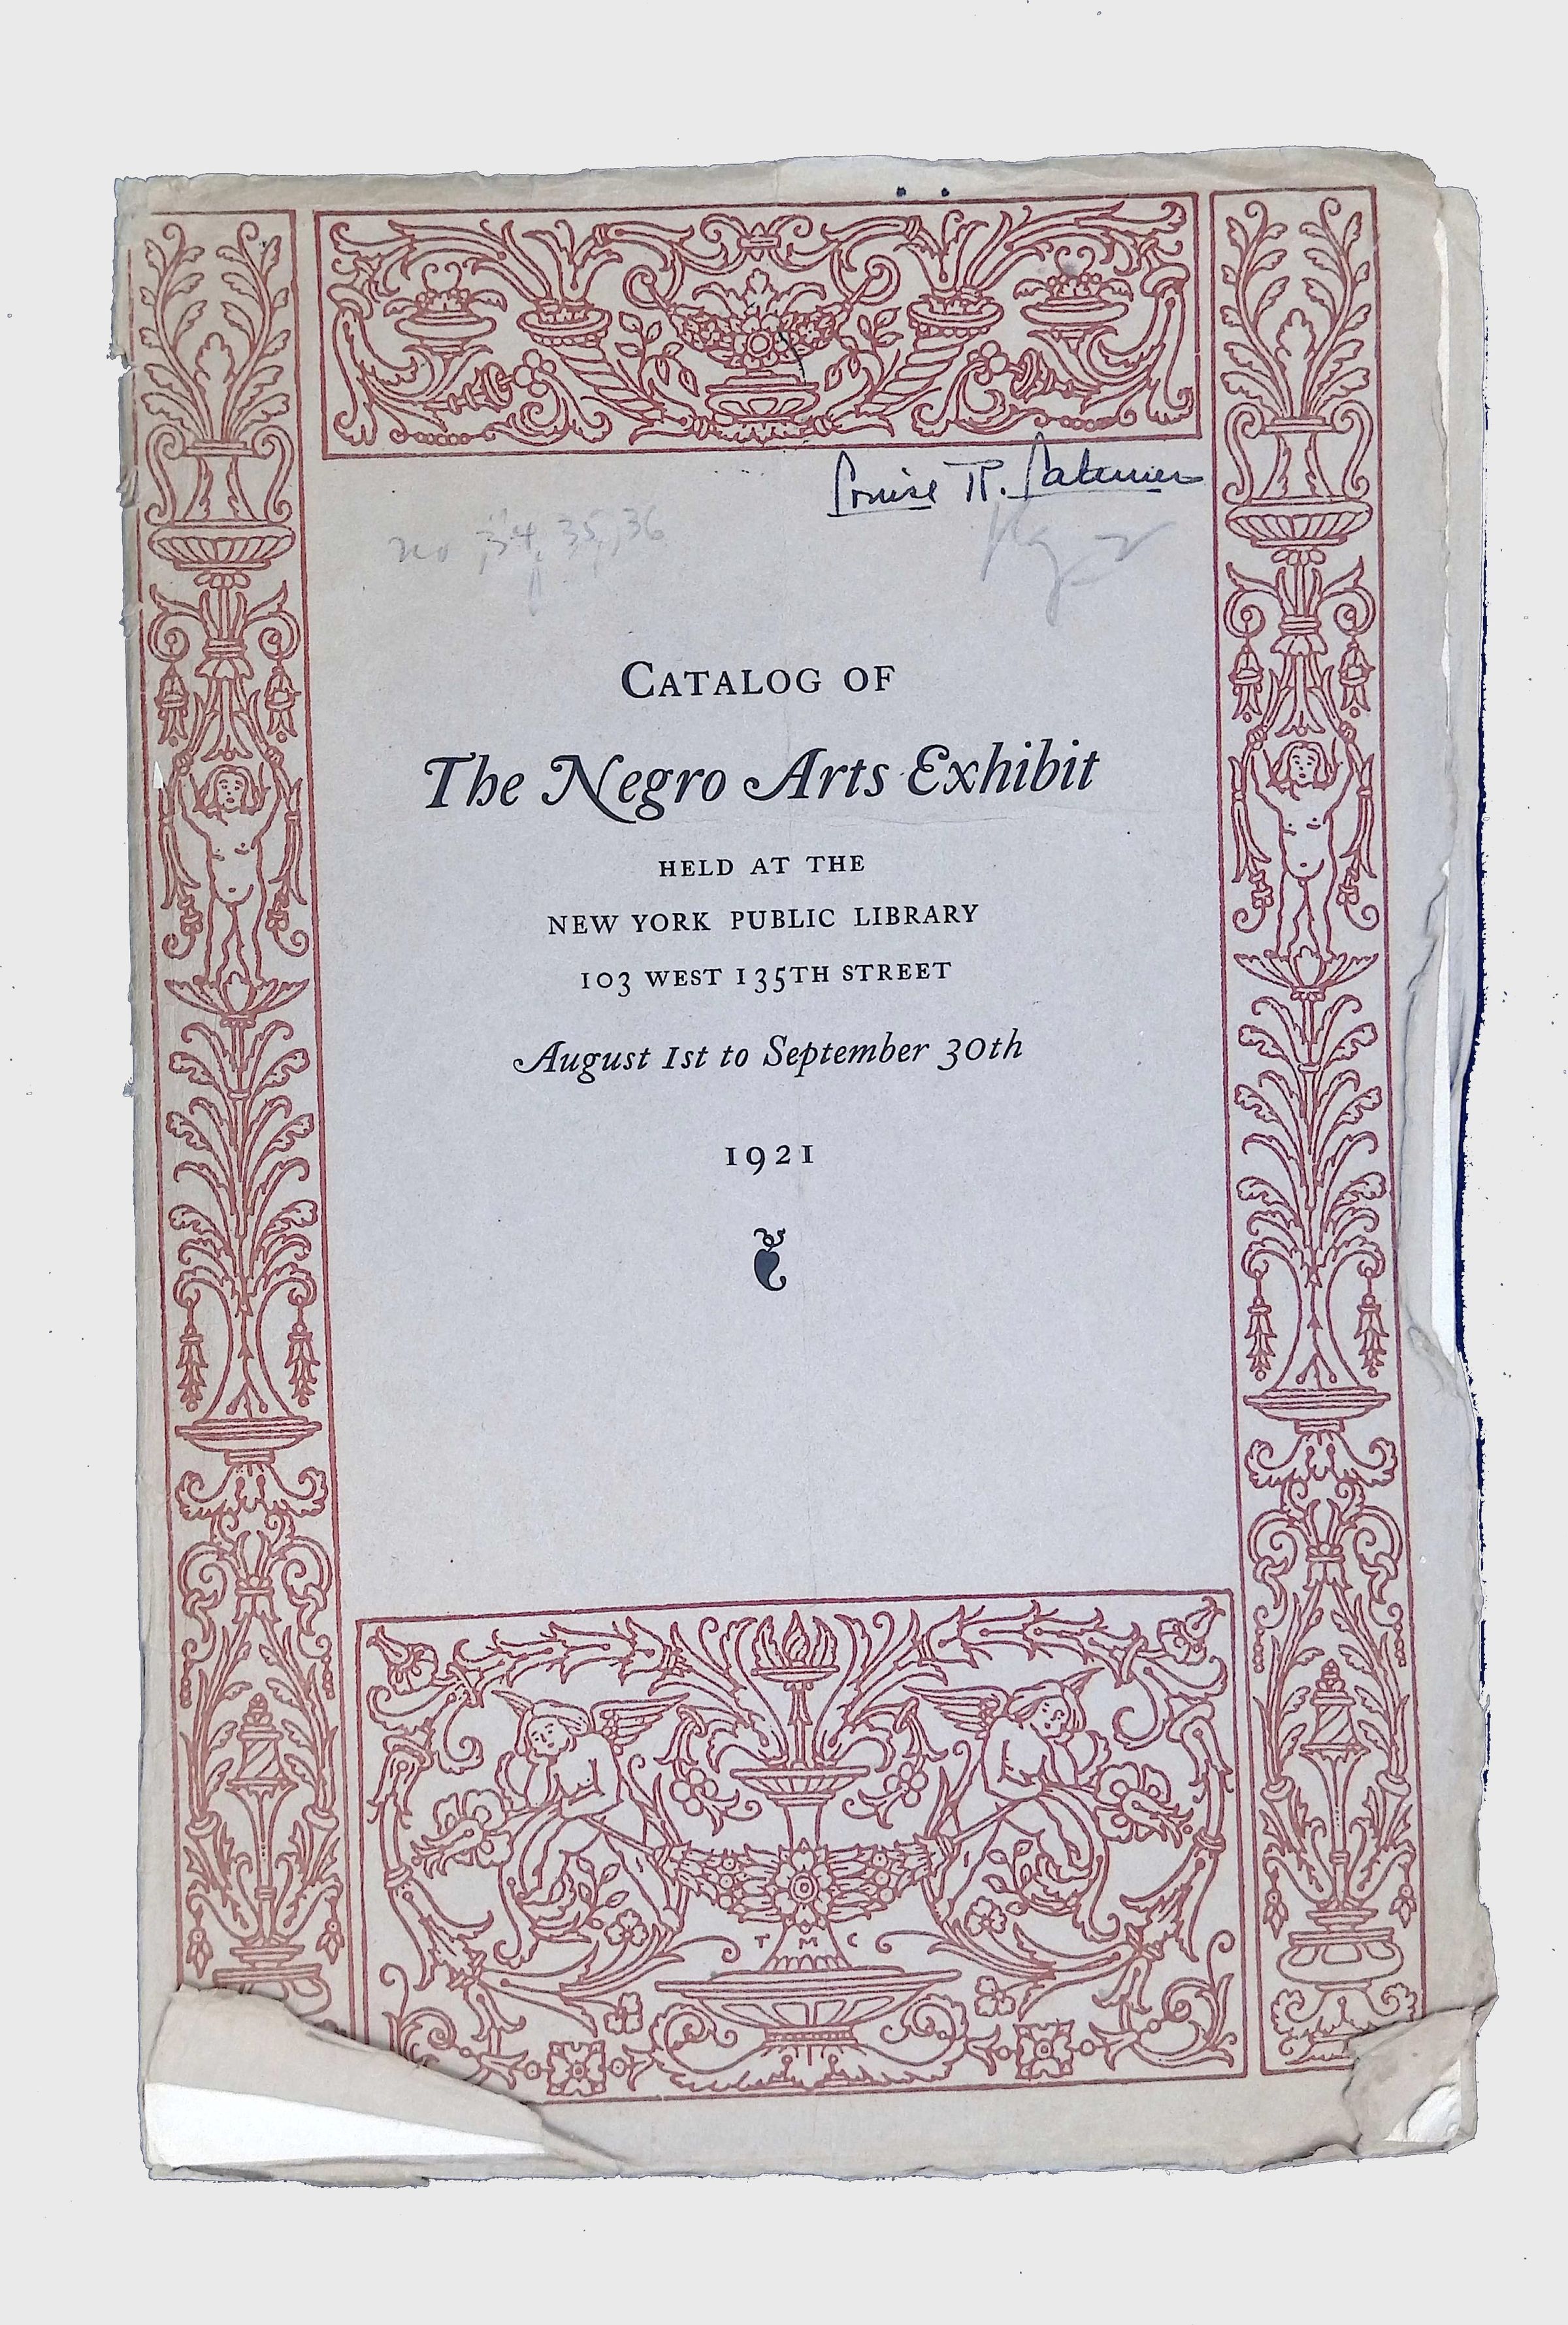 Louise R. Latimer
no 34, 35, 36
CATALOG OF
The Negro Arts Exhibit
HELD AT THE
NEW YORK PUBLIC LIBRARY
103 WEST 135TH STREET
August 1st to September 30th
1921
T M C